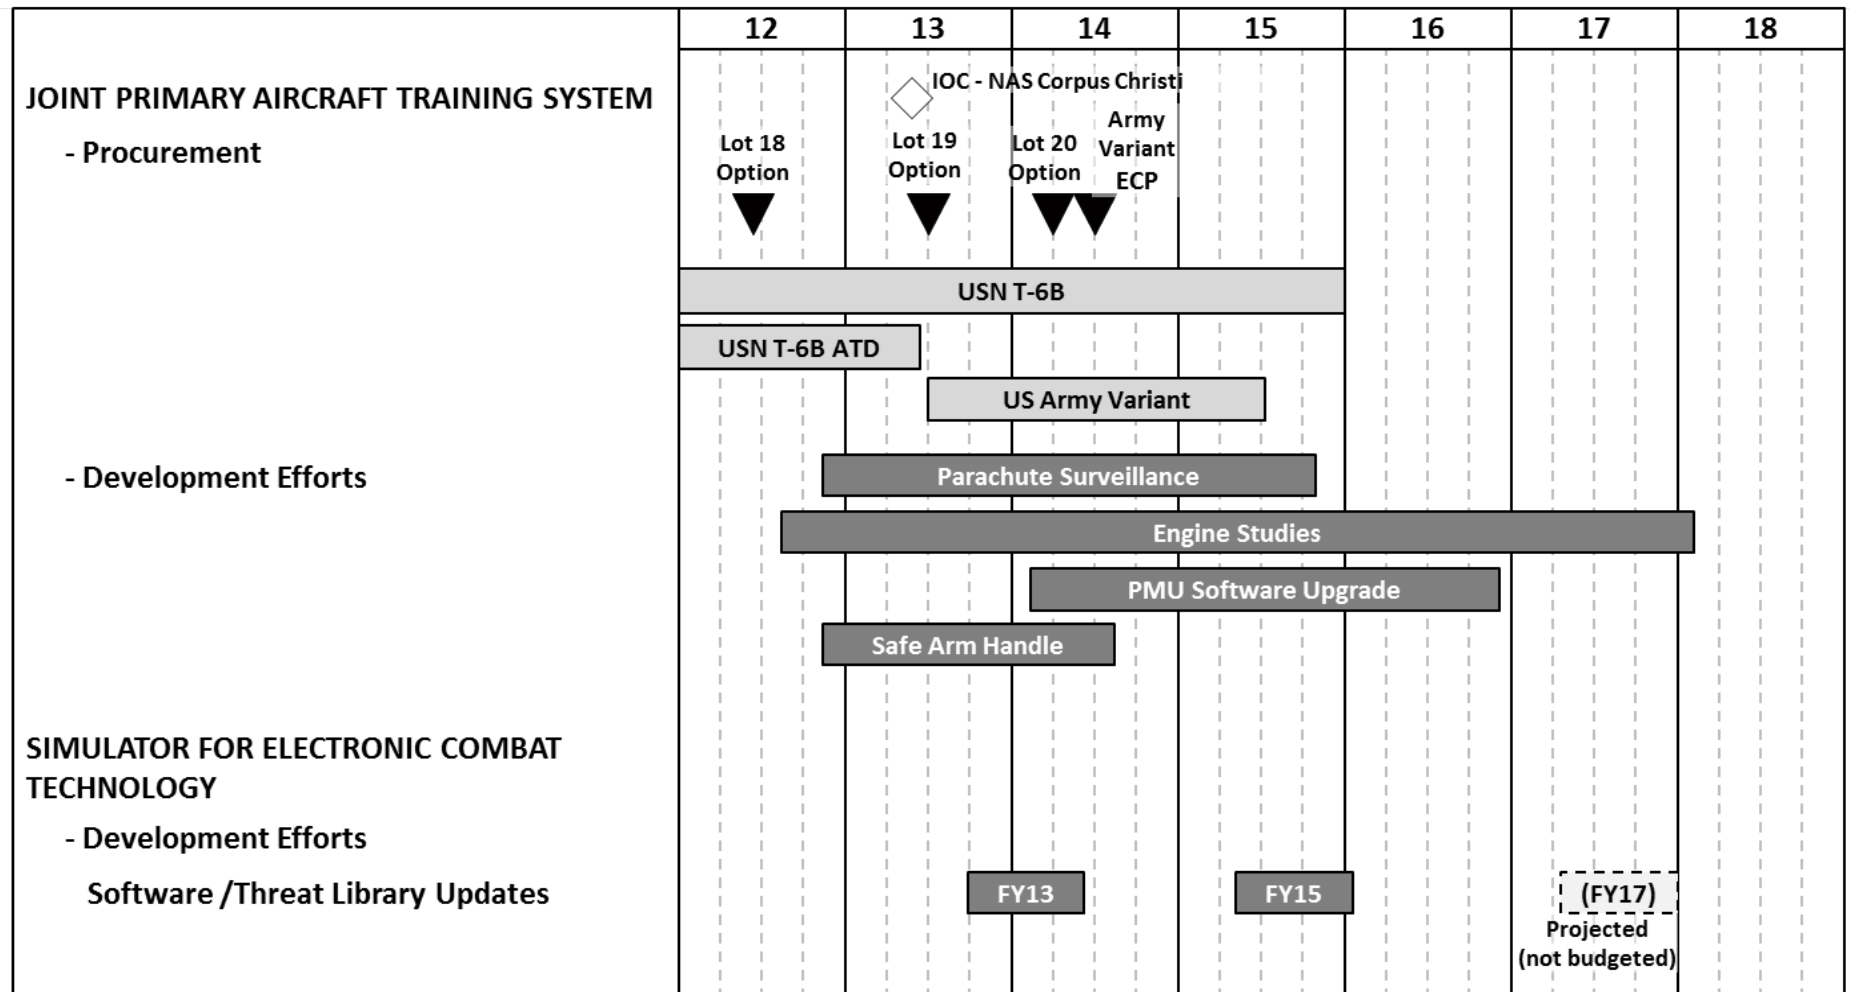 12 13 14 15 16 17 18
JOINT PRIMARY AIRCRAFT TRAINING SYSTEM
IOC - NAS Corpus Christi
- Procurement
Lot 18
Option
Lot 19
Option
Lot 20
Option
Army
Variant
ECP
USN T-6B
USN T-6B ATD
US Army Variant
- Development Efforts
Parachute Surveillance
Engine Studies
PMU Software Upgrade
Safe Arm Handle
SIMULATOR FOR ELECTRONIC COMBAT
TECHNOLOGY
- Development Efforts
Software /Threat Library Updates
FY13
FY15
(FY17)
Projected
(not budgeted)